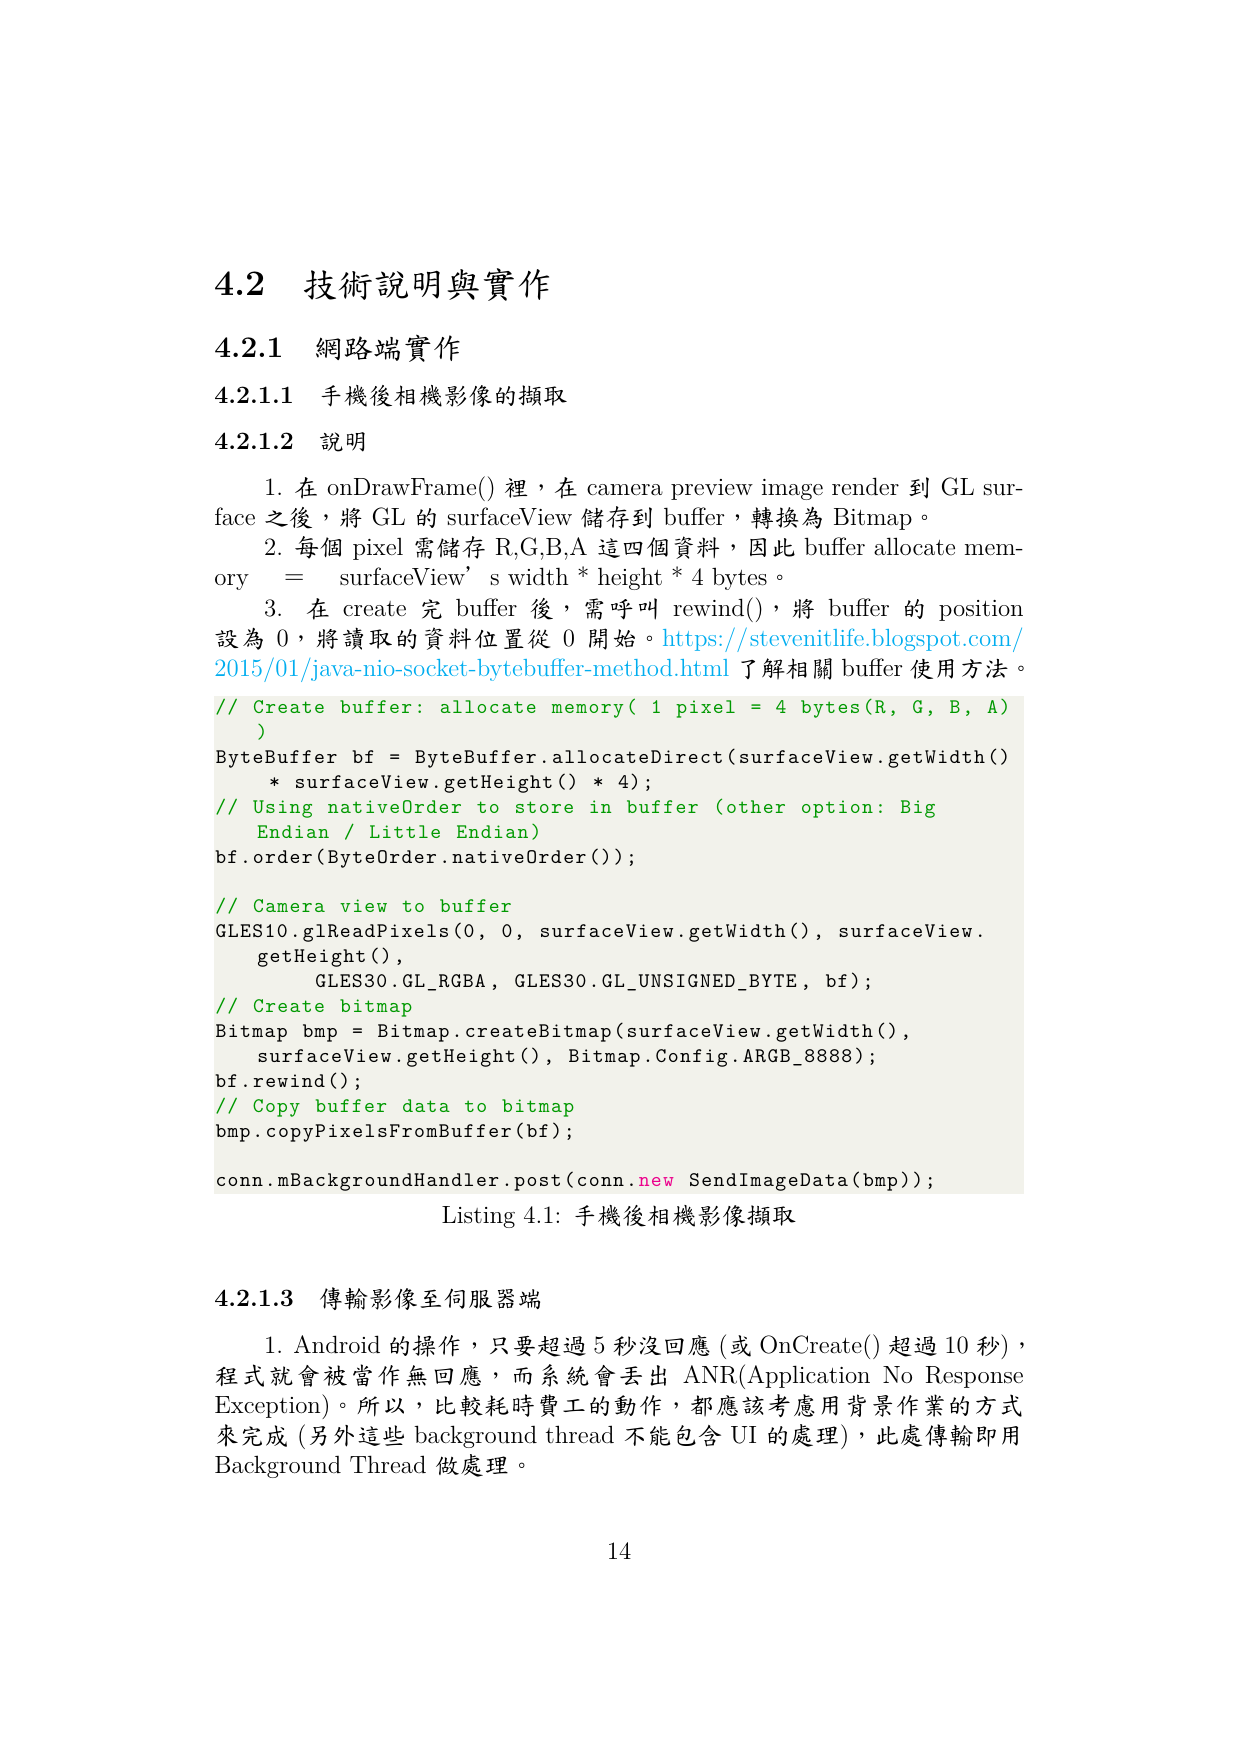 4.2 技術說明與實作
4.2.1 網路端實作
4.2.1.1 手機後相機影像的擷取
4.2.1.2 說明
1. 在 onDrawFrame() 裡，在 camera preview image render 到 GL sur-
face 之後，將 GL 的 surfaceView 儲存到 buffer，轉換為 Bitmap。
2. 每個 pixel 需儲存 R,G,B,A 這四個資料，因此 buffer allocate mem-
ory = surfaceView’s width * height * 4 bytes。
3. 在 create 完 buffer 後，需呼叫 rewind()，將 buffer 的 position
設為 0，將讀取的資料位置從 0 開始。https://stevenitlife.blogspot.com/
2015/01/java-nio-socket-bytebuffer-method.html 了解相關 buffer 使用方法。
// Create buffer: allocate memory( 1 pixel = 4 bytes(R, G, B, A)
)
ByteBuffer bf = ByteBuffer.allocateDirect(surfaceView.getWidth()
* surfaceView.getHeight() * 4);
// Using nativeOrder to store in buffer (other option: Big
Endian / Little Endian)
bf.order(ByteOrder.nativeOrder());
// Camera view to buffer
GLES10.glReadPixels(0, 0, surfaceView.getWidth(), surfaceView.
getHeight(),
GLES30.GL_RGBA, GLES30.GL_UNSIGNED_BYTE, bf);
// Create bitmap
Bitmap bmp = Bitmap.createBitmap(surfaceView.getWidth(),
surfaceView.getHeight(), Bitmap.Config.ARGB_8888);
bf.rewind();
// Copy buffer data to bitmap
bmp.copyPixelsFromBuffer(bf);
conn.mBackgroundHandler.post(conn.new SendImageData(bmp));
Listing 4.1: 手機後相機影像擷取
4.2.1.3 傳輸影像至伺服器端
1. Android 的操作，只要超過 5 秒沒回應 (或 OnCreate() 超過 10 秒)，
程式就會被當作無回應，而系統會丟出 ANR(Application No Response
Exception)。所以，比較耗時費工的動作，都應該考慮用背景作業的方式
來完成 (另外這些 background thread 不能包含 UI 的處理)，此處傳輸即用
Background Thread 做處理。
14